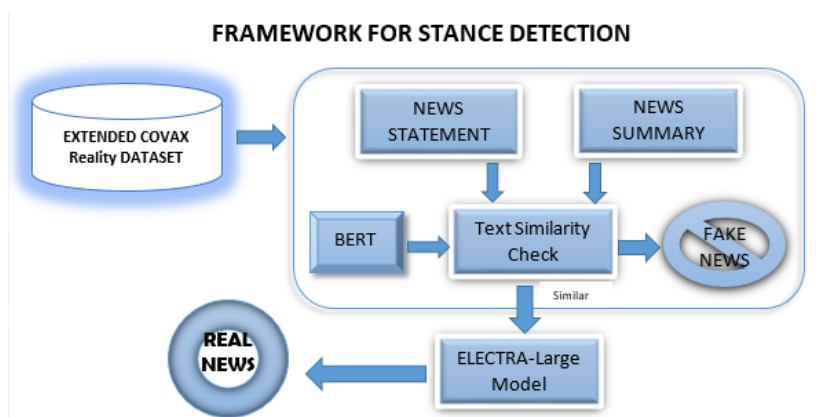 FRAMEWORK FOR STANCE DETECTION
EXTENDED COVAX
Reality DATASET
NEWS
STATEMENT
NEWS
SUMMARY
BERT
Text Similarity
Check
FAKE
NEWS
Similar
REAL
NEWS
ELECTRA-Large
Model